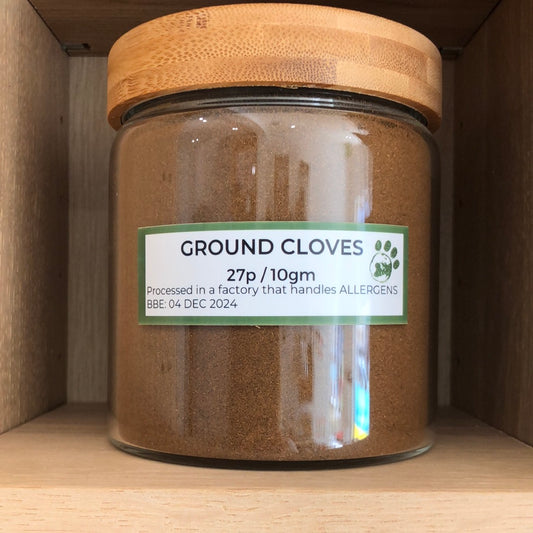 GROUND CLOVES
27p / 10gm
Processed in a factory that handles ALLERGENS
BBE: 04 DEC 2024